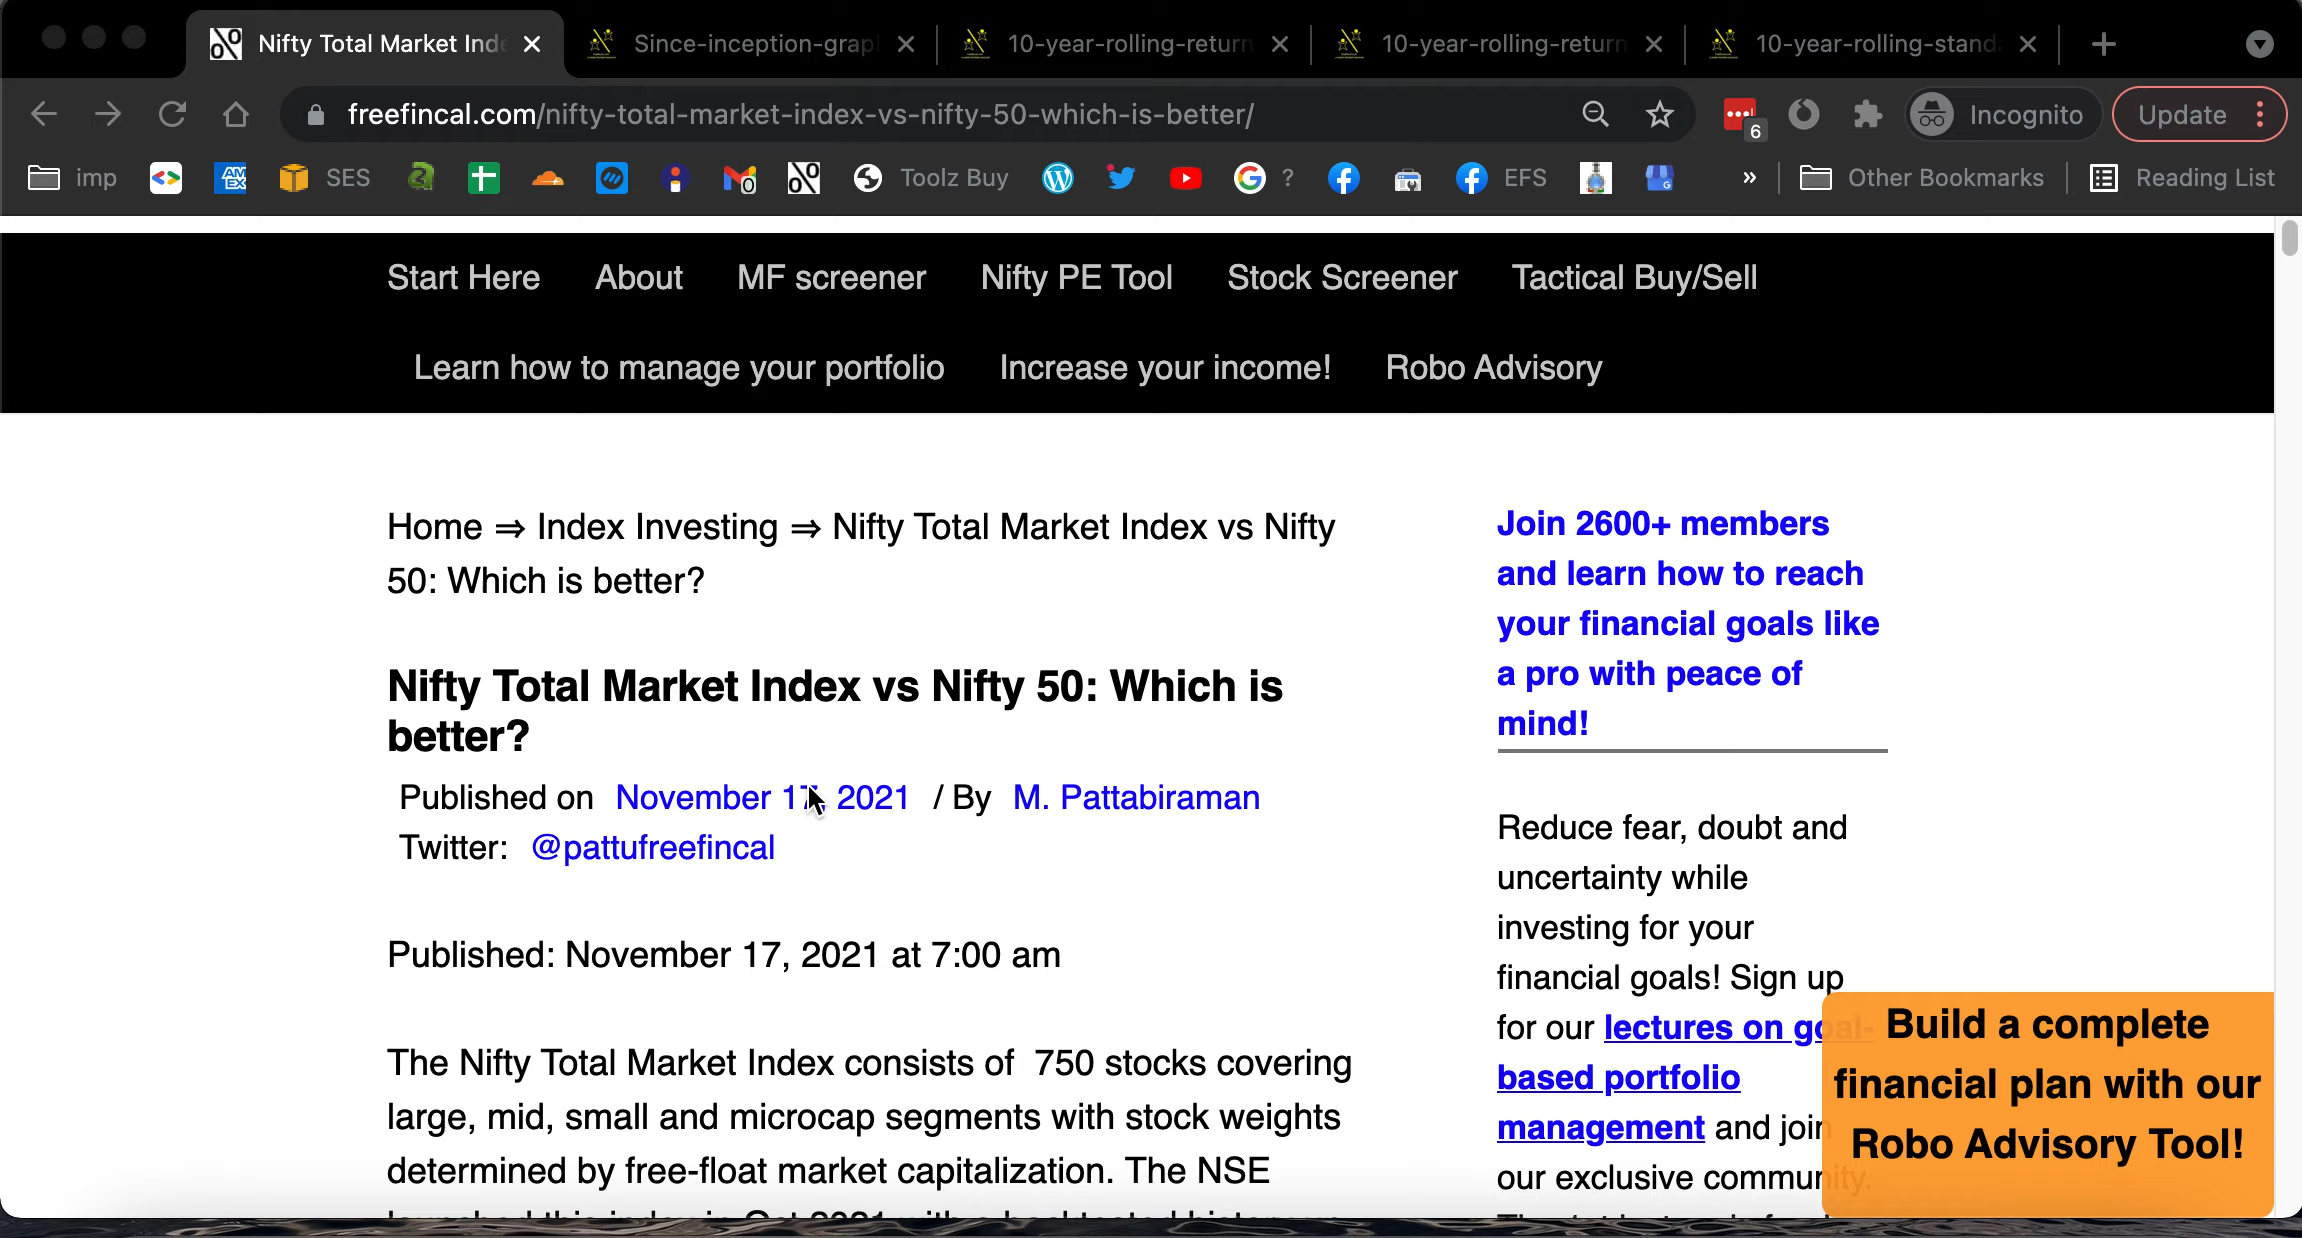 Nifty Total Market Ind
Since-inception-grap
10-year-rolling-return
10-year-rolling-return
10-year-rolling-stand
freefincal.com/nifty-total-market-index-vs-nifty-50-which-is-better/
6
Incognito
Update
imp
AM EX
SES
Toolz Buy
?
EFS
»
Other Bookmarks
Reading List
Start Here About MF screener Nifty PE Tool Stock Screener Tactical Buy/Sell
Learn how to manage your portfolio Increase your income! Robo Advisory
Home ⇒ Index Investing ⇒ Nifty Total Market Index vs Nifty
50: Which is better?
Nifty Total Market Index vs Nifty 50: Which is
better?
Published on November 17, 2021 / By M. Pattabiraman
Twitter: @pattufreefincal
Published: November 17, 2021 at 7:00 am
The Nifty Total Market Index consists of 750 stocks covering
large, mid, small and microcap segments with stock weights
determined by free-float market capitalization. The NSE
Join 2600+ members
and learn how to reach
your financial goals like
a pro with peace of
mind!
Reduce fear, doubt and
uncertainty while
investing for your
financial goals! Sign up
for our lectures on goal-
based portfolio
management and join
our exclusive community.
Build a complete
financial plan with our
Robo Advisory Tool!